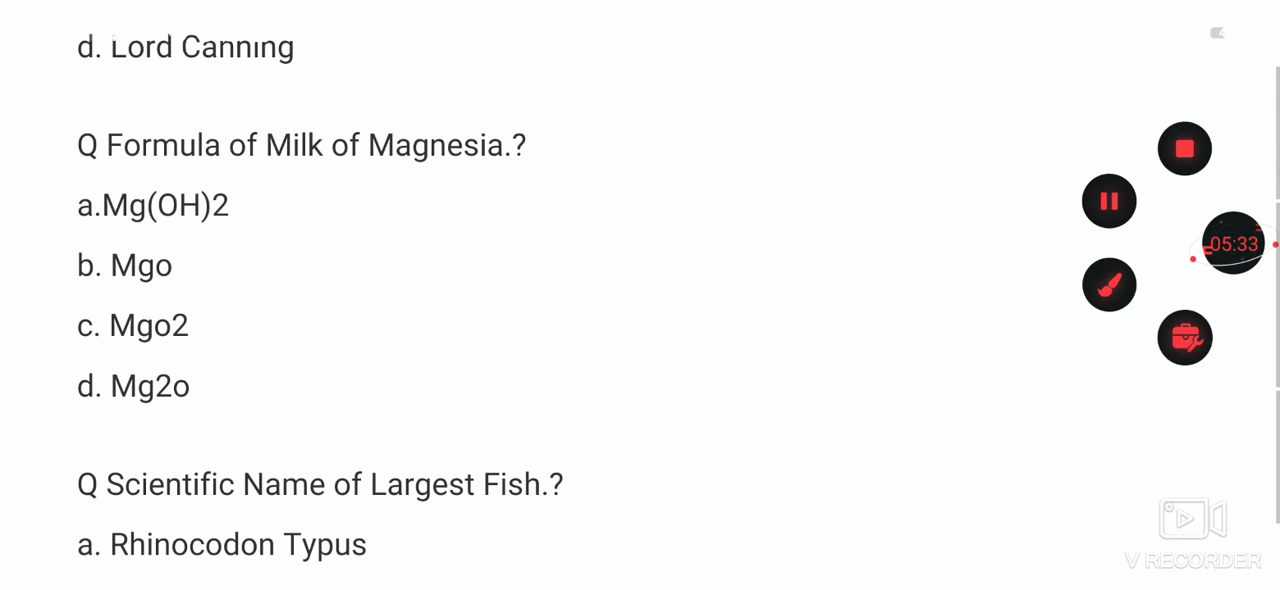 d. Lord Canning
Q Formula of Milk of Magnesia.?
a.Mg(OH)2
b. Mgo
c. Mgo2
d. Mg2o
05:33
Q Scientific Name of Largest Fish.?
a. Rhinocodon Typus
V RECORDER